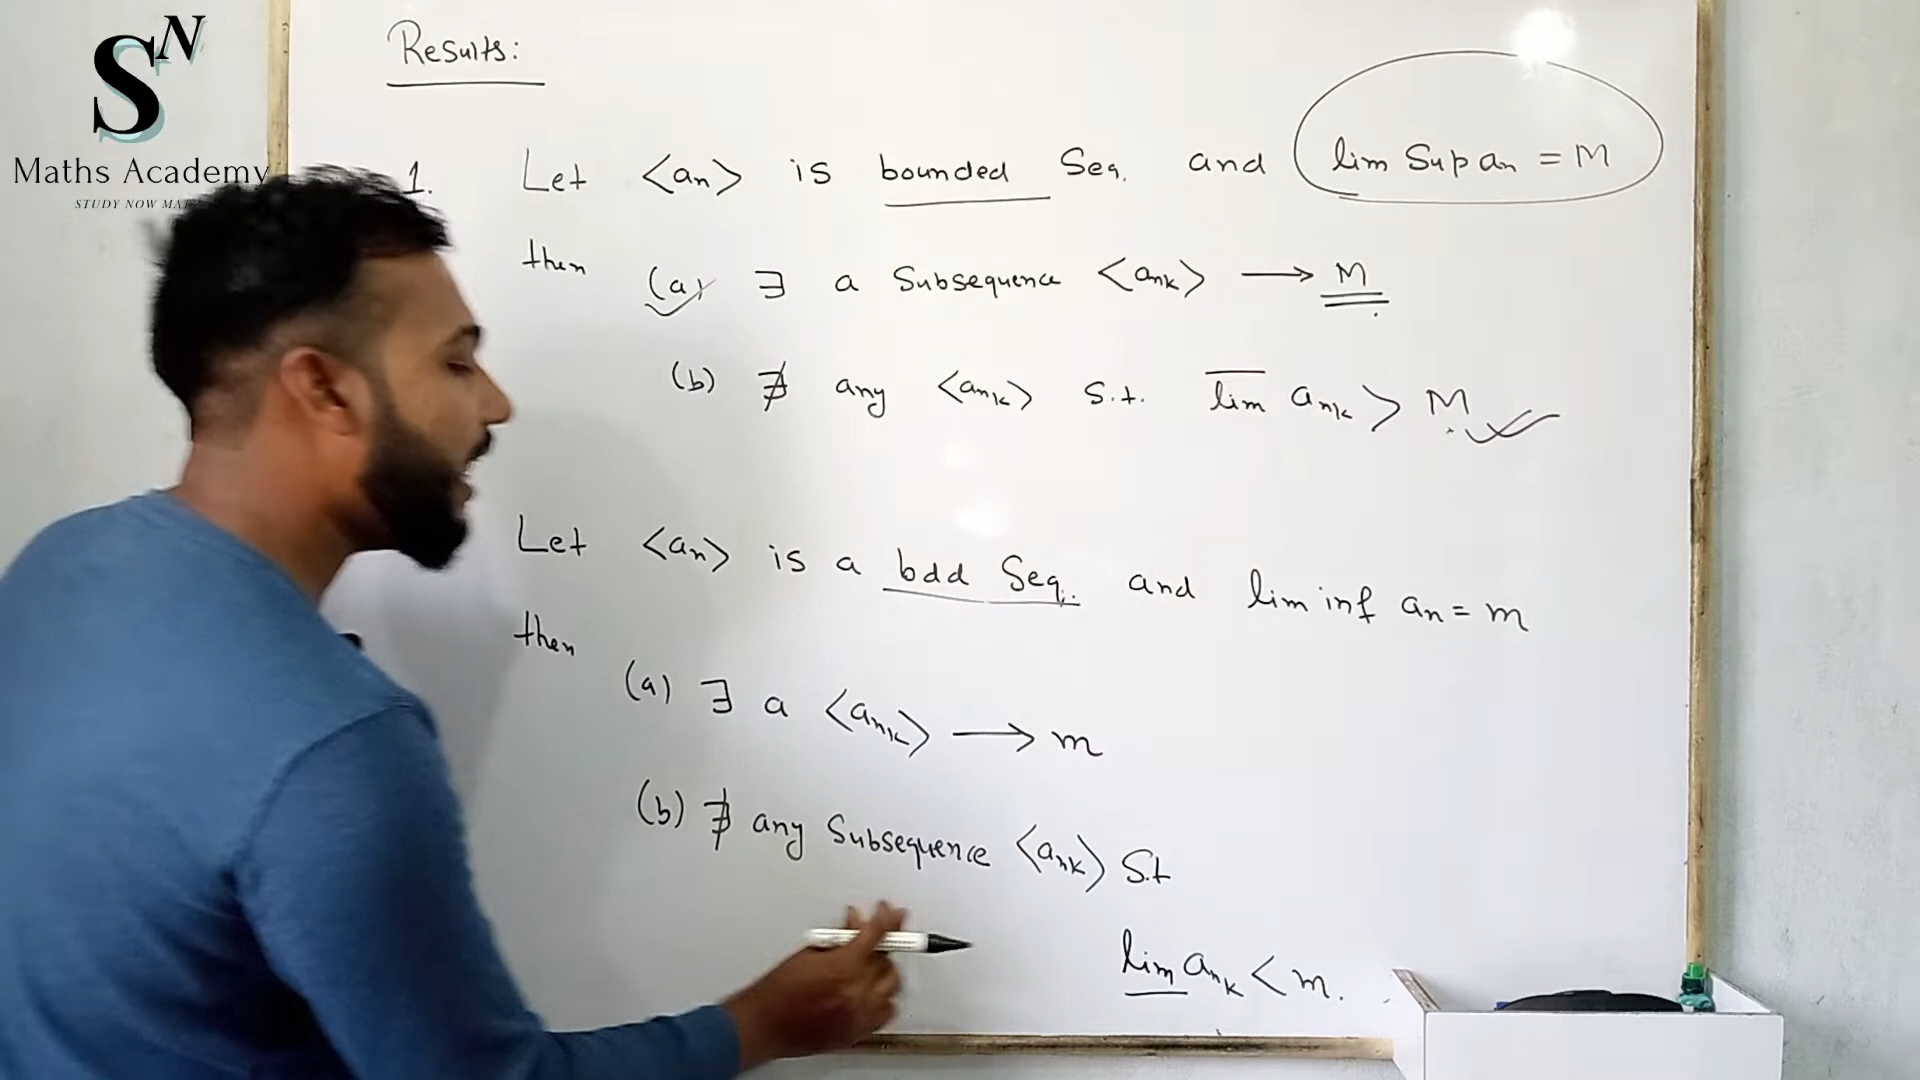 SN
Maths Academy
STUDY NOW
Results:
1. Let <an> is bounded Seq. and lim Sup an = M
then (a) ∃ a Subsequence <ank> → M
(b) ∄ any <ank> s.t. lim ank > M
Let <an> is a bdd Seq. and lim inf an = m
then
(a) ∃ a <ank> → m
(b) ∄ any Subsequence <ank> S.t
lim ank < m.